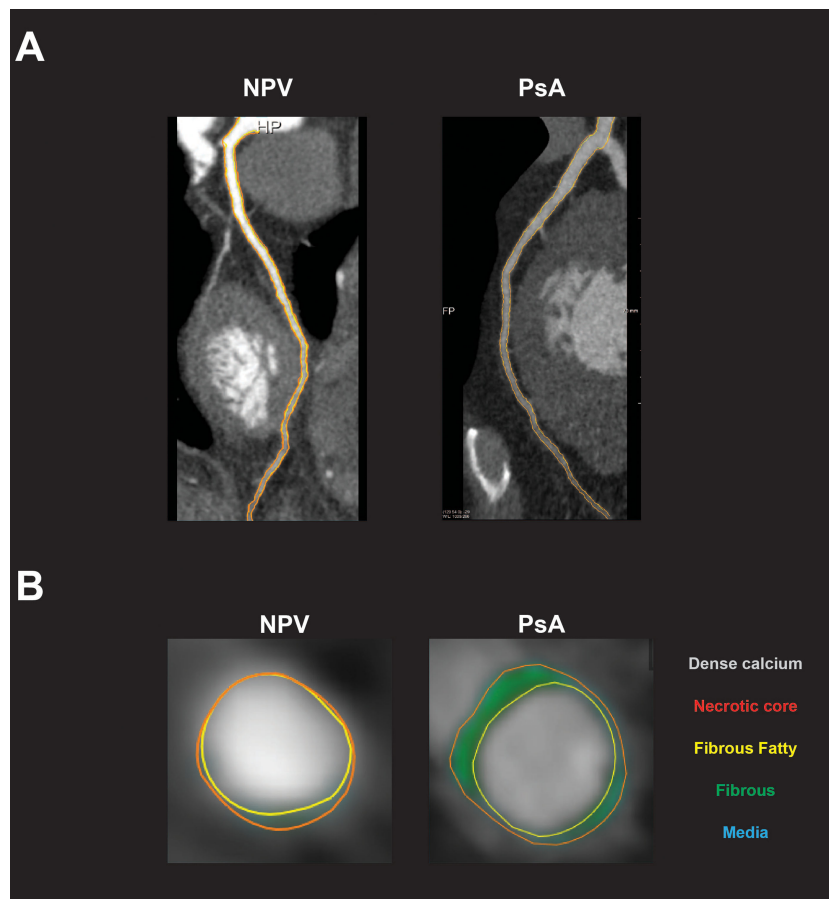 A
NPV
PsA
HP
FP
B
NPV
PsA
Dense calcium
Necrotic core
Fibrous Fatty
Fibrous
Media